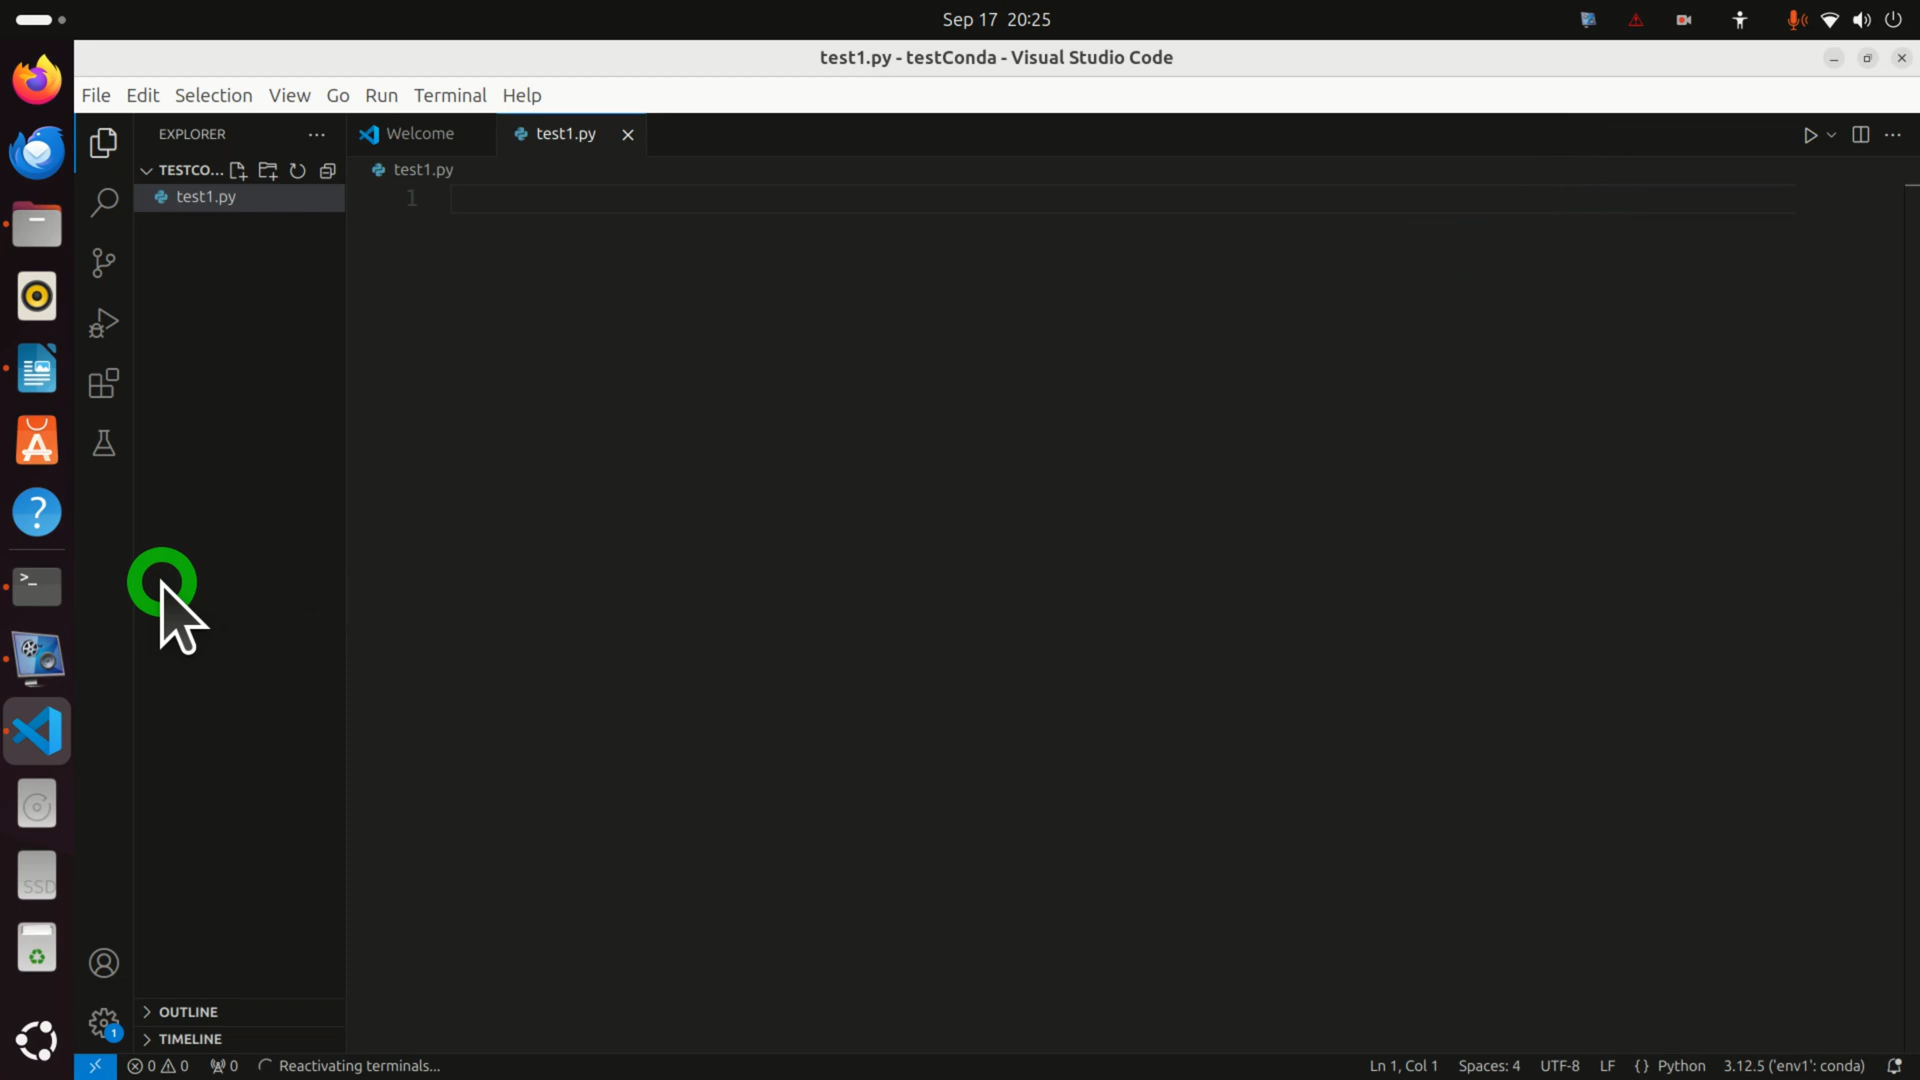 Sep 17 20:25
test1.py - testConda - Visual Studio Code
File Edit Selection View Go Run Terminal Help
EXPLORER
Welcome
test1.py
TESTCO...
test1.py
test1.py
1
>_
SSD
OUTLINE
1
TIMELINE
0 0 0 Reactivating terminals...
Ln 1, Col 1 Spaces: 4 UTF-8 LF {} Python 3.12.5 ('env1': conda)